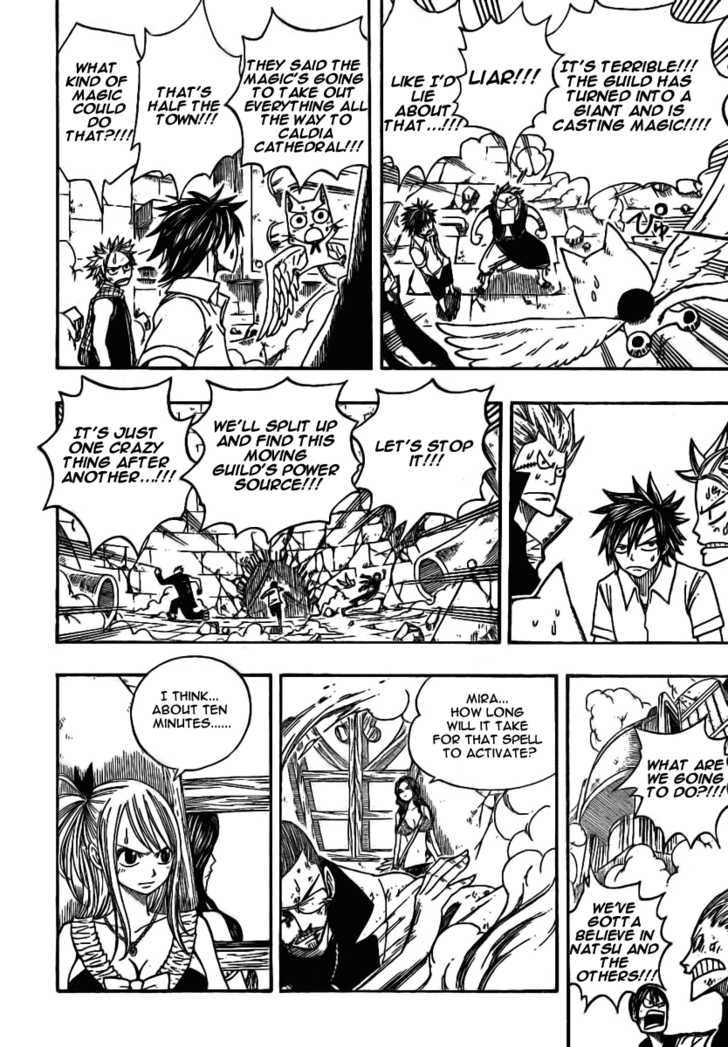 IT'S TERRIBLE!!!
THE GUILD HAS
TURNED INTO A
GIANT AND IS
CASTING MAGIC!!!!
LIAR!!!
LIKE I'D
LIE
ABOUT
THAT...!!!
ぴゅ
THEY SAID THE
MAGIC'S GOING
TO TAKE OUT
EVERYTHING ALL
THE WAY TO
CALDIA
CATHEDRAL!!!
THAT'S
HALF THE
TOWN!!!
WHAT
KIND OF
MAGIC
COULD
DO
THAT?!!!
LET'S STOP
IT!!!
WE'LL SPLIT UP
AND FIND THIS
MOVING
GUILD'S POWER
SOURCE!!!
IT'S JUST
ONE CRAZY
THING AFTER
ANOTHER...!!!
WHAT ARE
WE GOING
TO DO?!!!
WE'VE
GOTTA
BELIEVE IN
NATSU AND
THE
OTHERS!!!
MIRA...
HOW LONG
WILL IT TAKE
FOR THAT SPELL
TO ACTIVATE?
I THINK...
ABOUT TEN
MINUTES......